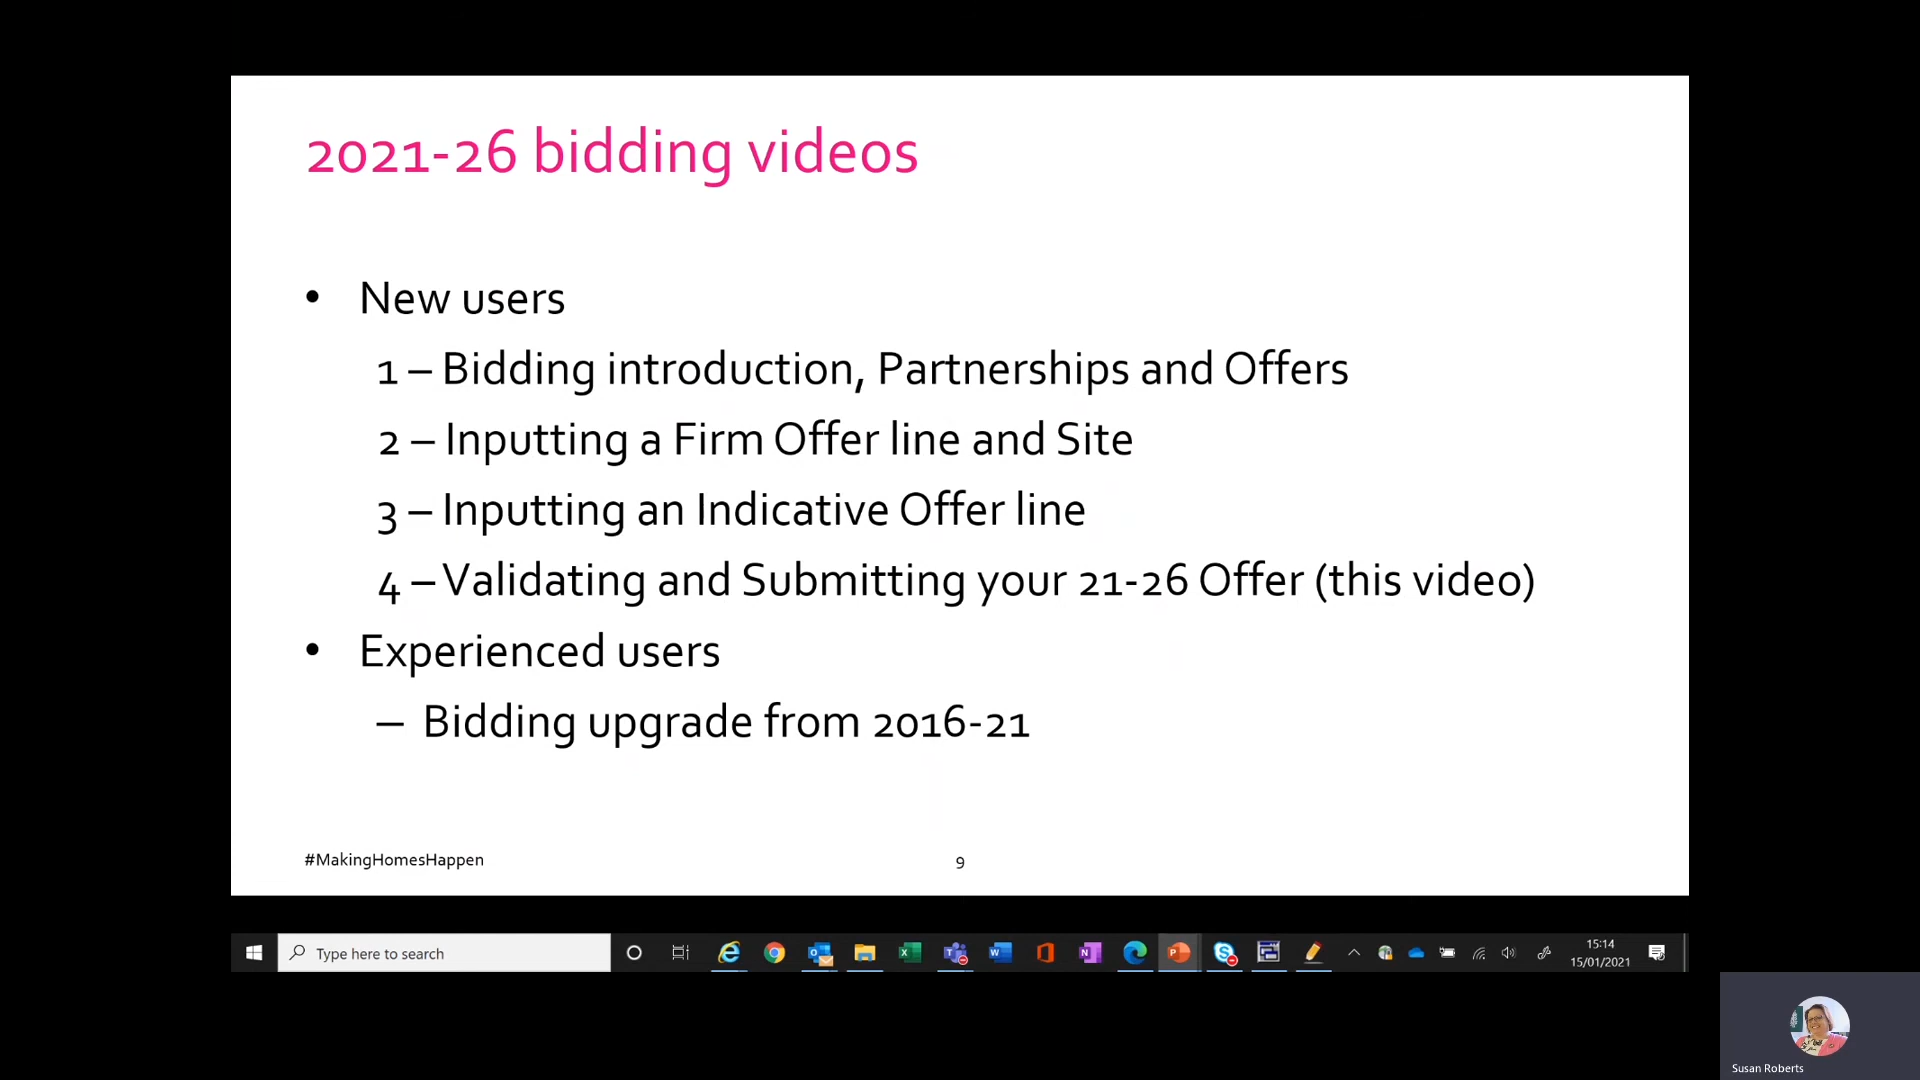 2021-26 bidding videos
• New users
1 – Bidding introduction, Partnerships and Offers
2 – Inputting a Firm Offer line and Site
3 – Inputting an Indicative Offer line
4 – Validating and Submitting your 21-26 Offer (this video)
• Experienced users
– Bidding upgrade from 2016-21
#MakingHomesHappen
9
Type here to search
15:14
15/01/2021
Susan Roberts